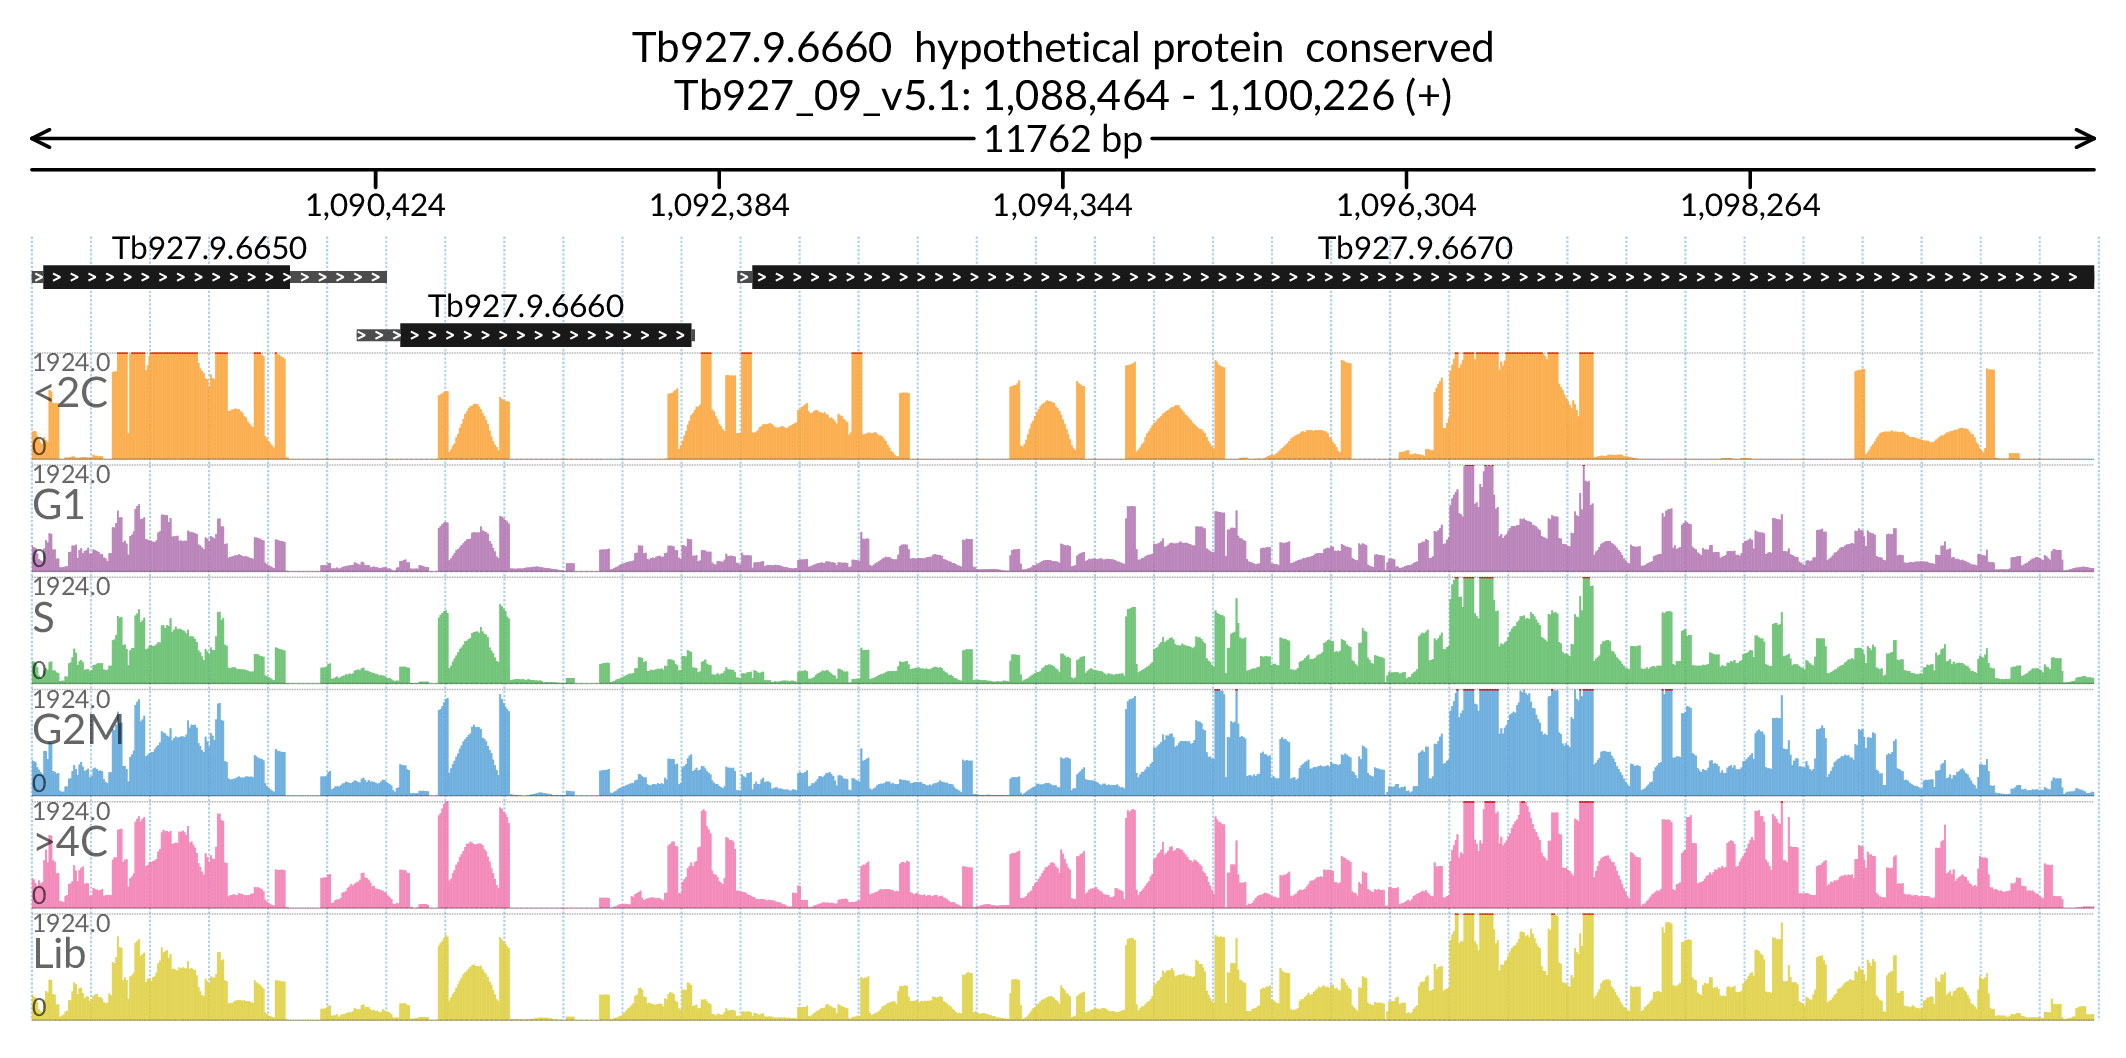 Tb927.9.6660  hypothetical protein  conserved
Tb927_09_v5.1: 1,088,464 - 1,100,226 (+)
11762 bp
1,090,424 1,092,384 1,094,344 1,096,304 1,098,264
Tb927.9.6650 Tb927.9.6670
Tb927.9.6660
1924.0
<2C
0
1924.0
G1
0
1924.0
S
0
1924.0
G2M
0
1924.0
>4C
0
1924.0
Lib
0